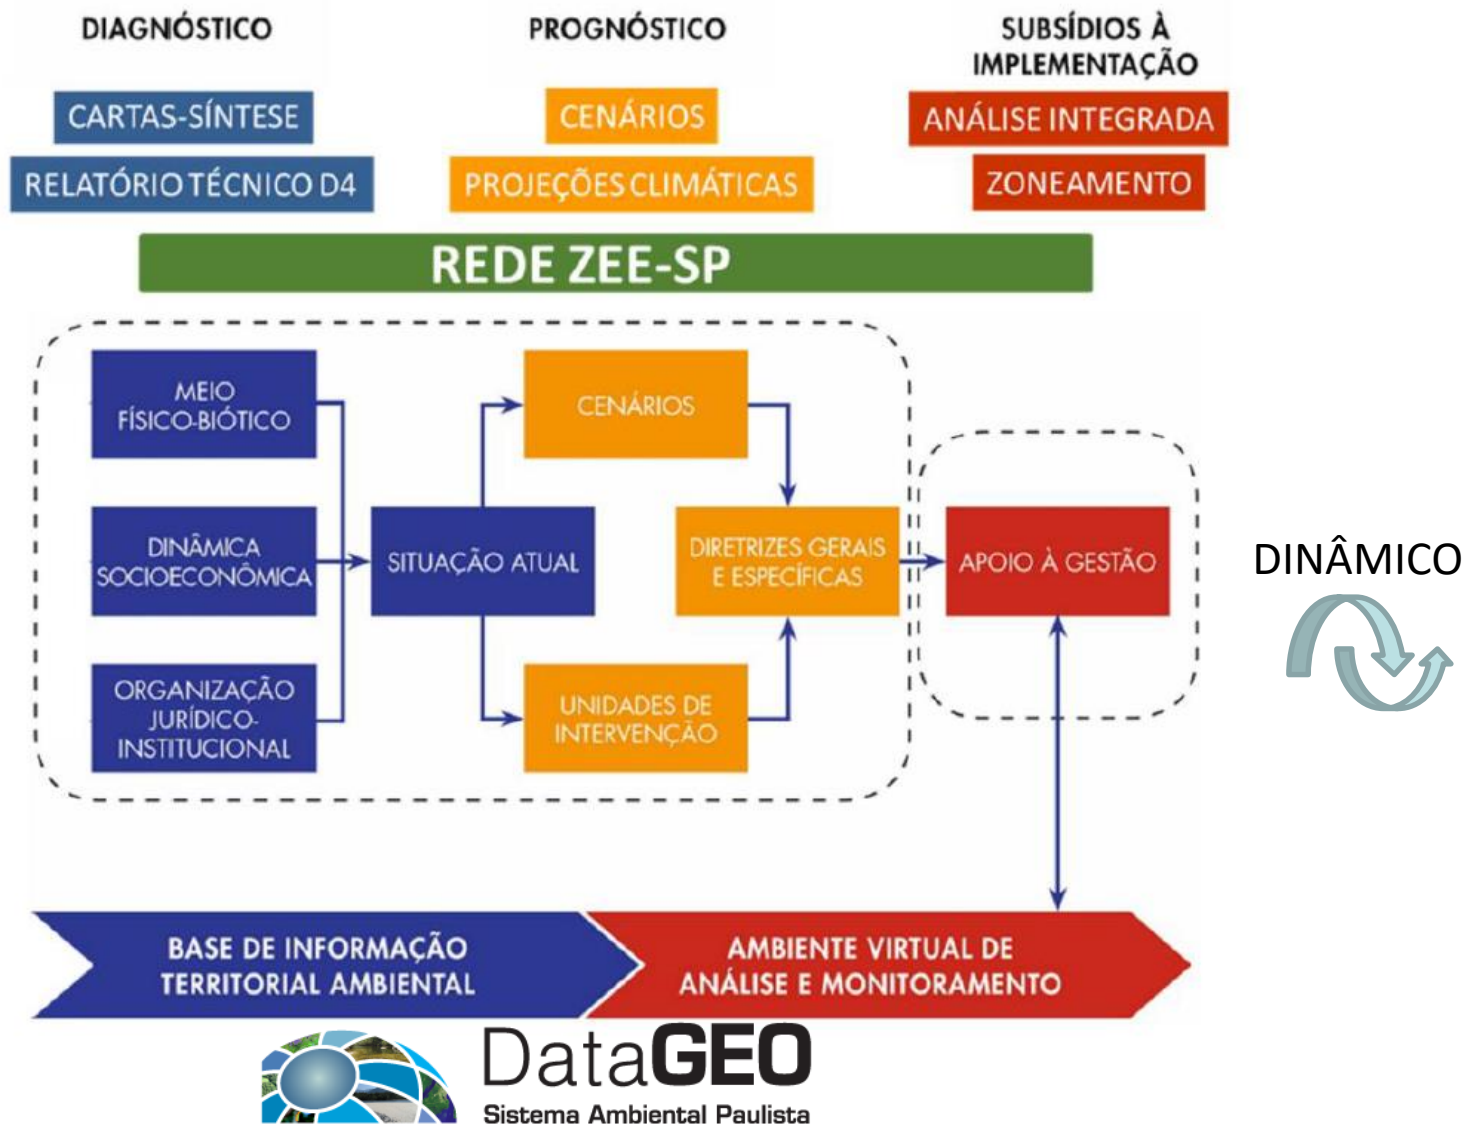 DIAGNÓSTICO
PROGNÓSTICO
SUBSÍDIOS À
IMPLEMENTAÇÃO
CARTAS-SÍNTESE
CENÁRIOS
ANÁLISE INTEGRADA
RELATÓRIO TÉCNICO D4
PROJEÇÕES CLIMÁTICAS
ZONEAMENTO
REDE ZEE-SP
MEIO
FÍSICO-BIÓTICO
CENÁRIOS
DINÂMICA
SOCIOECONÔMICA
SITUAÇÃO ATUAL
DIRETRIZES GERAIS
E ESPECÍFICAS
APOIO À GESTÃO
DINÂMICO
ORGANIZAÇÃO
JURÍDICO-
INSTITUCIONAL
UNIDADES DE
INTERVENÇÃO
BASE DE INFORMAÇÃO
TERRITORIAL AMBIENTAL
AMBIENTE VIRTUAL DE
ANÁLISE E MONITORAMENTO
DataGEO
Sistema Ambiental Paulista